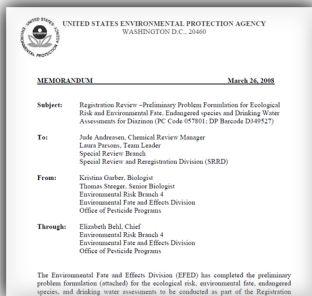 UNITED STATES ENVIRONMENTAL PROTECTION AGENCY
WASHINGTON D.C., 20460
MEMORANDUM March 26, 2008
Subject: Registration Review –Preliminary Problem Formulation for Ecological
Risk and Environmental Fate, Endangered species and Drinking Water
Assessments for Diazinon (PC Code 057801; DP Barcode D349527)
To: Jude Andreasen, Chemical Review Manager
Laura Parsons, Team Leader
Special Review Branch
Special Review and Reregistration Division (SRRD)
From: Kristina Garber, Biologist
Thomas Steeger, Senior Biologist
Environmental Risk Branch 4
Environmental Fate and Effects Division
Office of Pesticide Programs
Through: Elizabeth Behl, Chief
Environmental Risk Branch 4
Environmental Fate and Effects Division
Office of Pesticide Programs
The Environmental Fate and Effects Division (EFED) has completed the preliminary
problem formulation (attached) for the ecological risk, environmental fate, endangered
species, and drinking water assessments to be conducted as part of the Registration